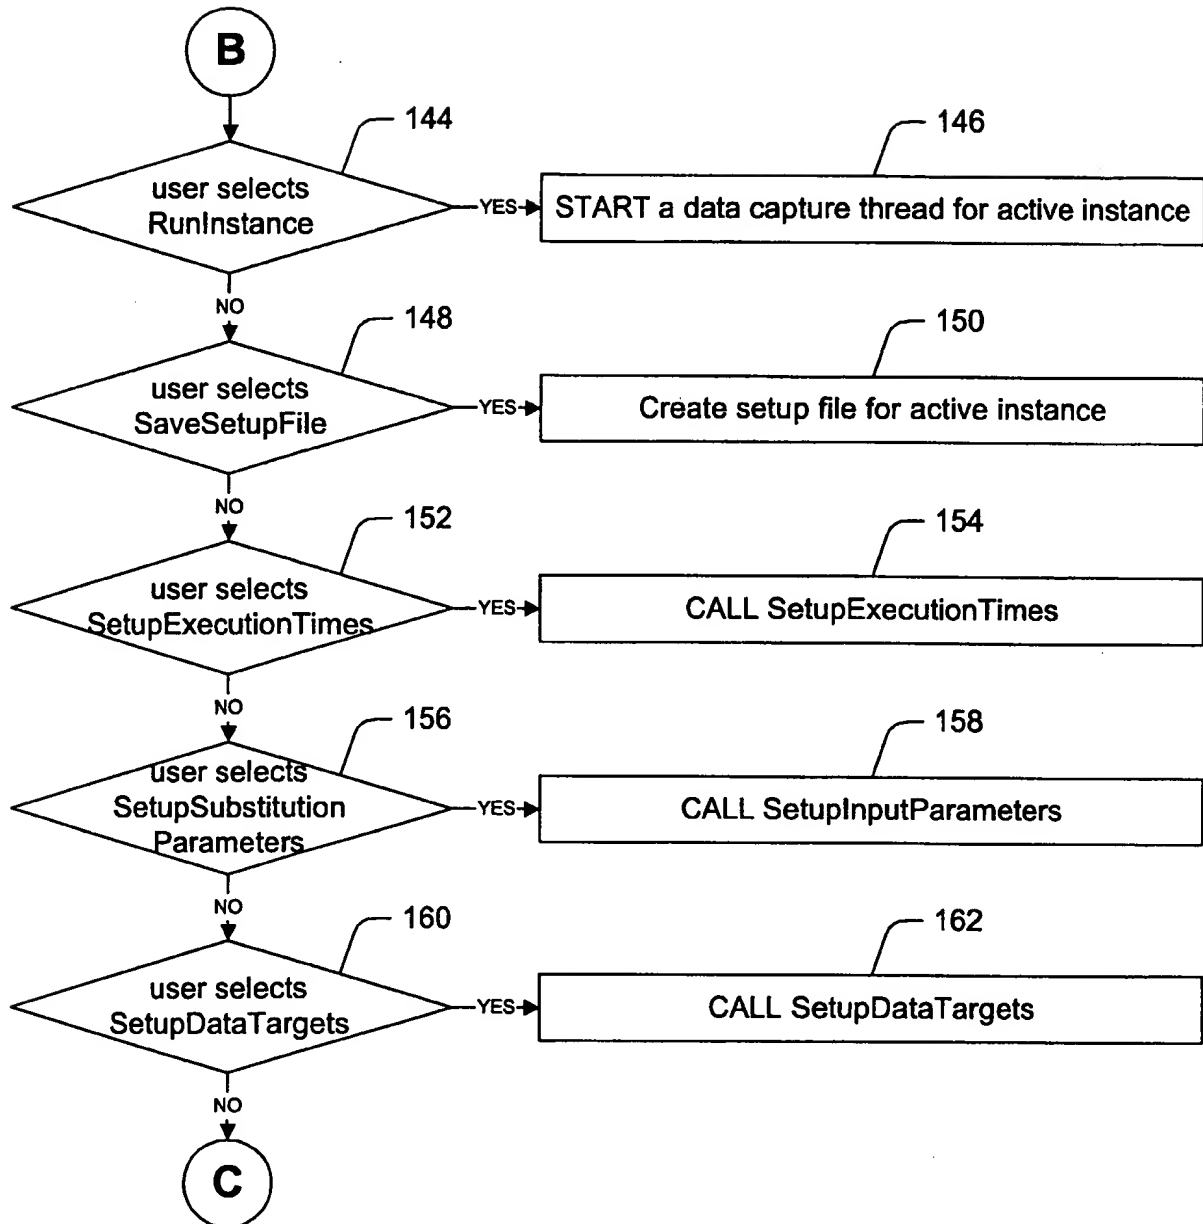 B
144
146
user selects
RunInstance
YES
START a data capture thread for active instance
NO
148
150
user selects
SaveSetupFile
YES
Create setup file for active instance
NO
152
154
user selects
SetupExecutionTimes
YES
CALL SetupExecutionTimes
NO
156
158
user selects
SetupSubstitution
Parameters
YES
CALL SetupInputParameters
NO
160
162
user selects
SetupDataTargets
YES
CALL SetupDataTargets
NO
C